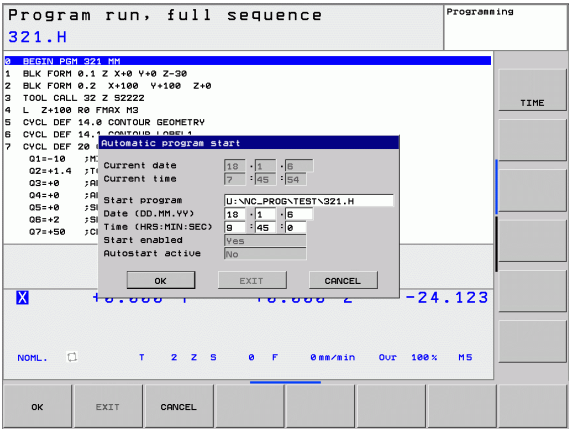 Program run, full sequence
Programming
321.H
0 BEGIN PGM 321 MM
1 BLK FORM 0.1 Z X+0 Y+0 Z-30
2 BLK FORM 0.2 X+100 Y+100 Z+0
3 TOOL CALL 32 Z S2222
4 L Z+100 R0 FMAX M3
5 CYCL DEF 14.0 CONTOUR GEOMETRY
6 CYCL DEF 14.1 CONTOUR LABEL1
7 CYCL DEF 20
Q1=-10
Q2=+1.4
Q3=+0
Q4=+0
Q5=+0
Q6=+2
Q7=+50
TIME
Automatic program start
Current date 18 . 1 . 6
Current time 7 : 45 : 54
Start program U:\NC_PROG\TEST\321.H
Date (DD.MM.YY) 18 . 1 . 6
Time (HRS:MIN:SEC) 9 : 45 : 0
Start enabled Yes
Autostart active No
OK EXIT CANCEL
X -24.123
NOML. T 2 Z S 0 F 0mm/min Ovr 100% M5
OK EXIT CANCEL